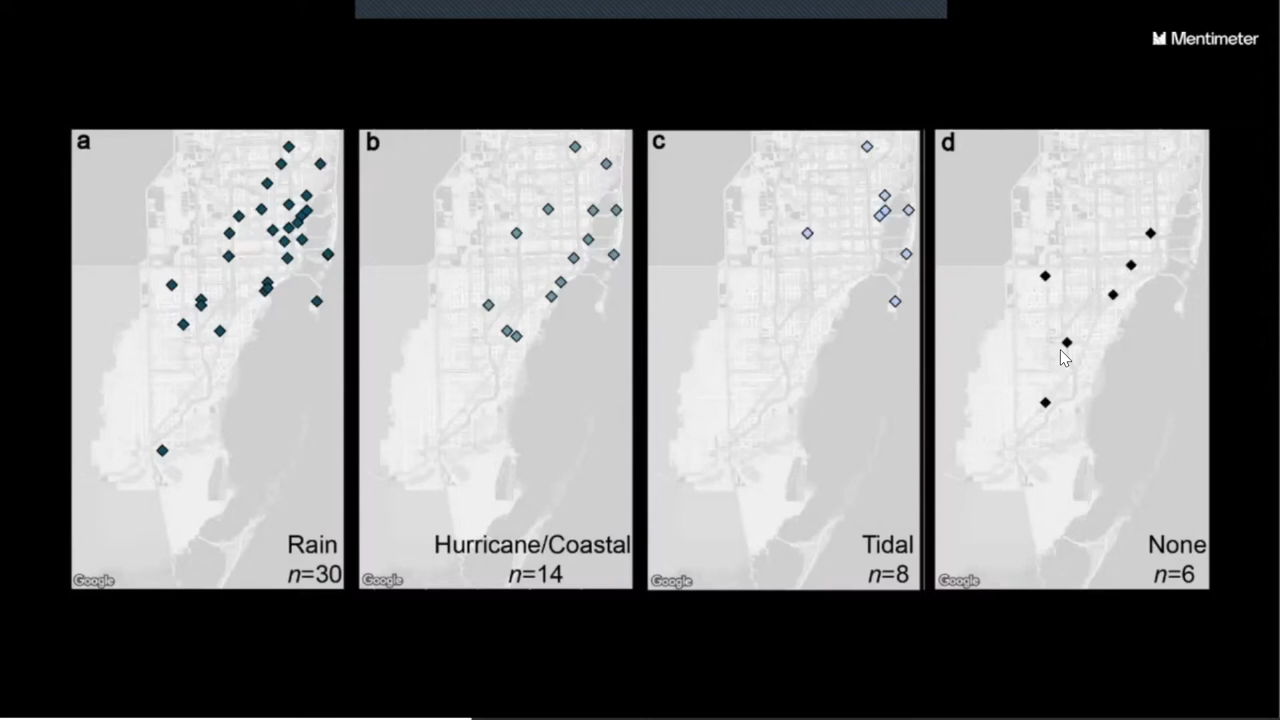 Mentimeter
a
b
c
d
Rain
n=30
Hurricane/Coastal
n=14
Tidal
n=8
None
n=6
Google
Google
Google
Google